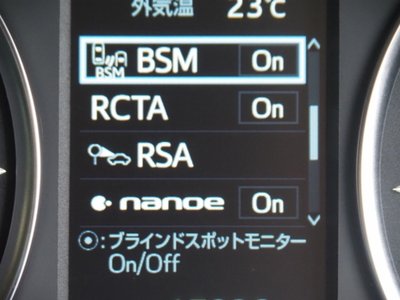 外気温 23℃
BSM BSM On
RCTA On
RSA
nanoe On
⦿:ブラインドスポットモニター
On/Off